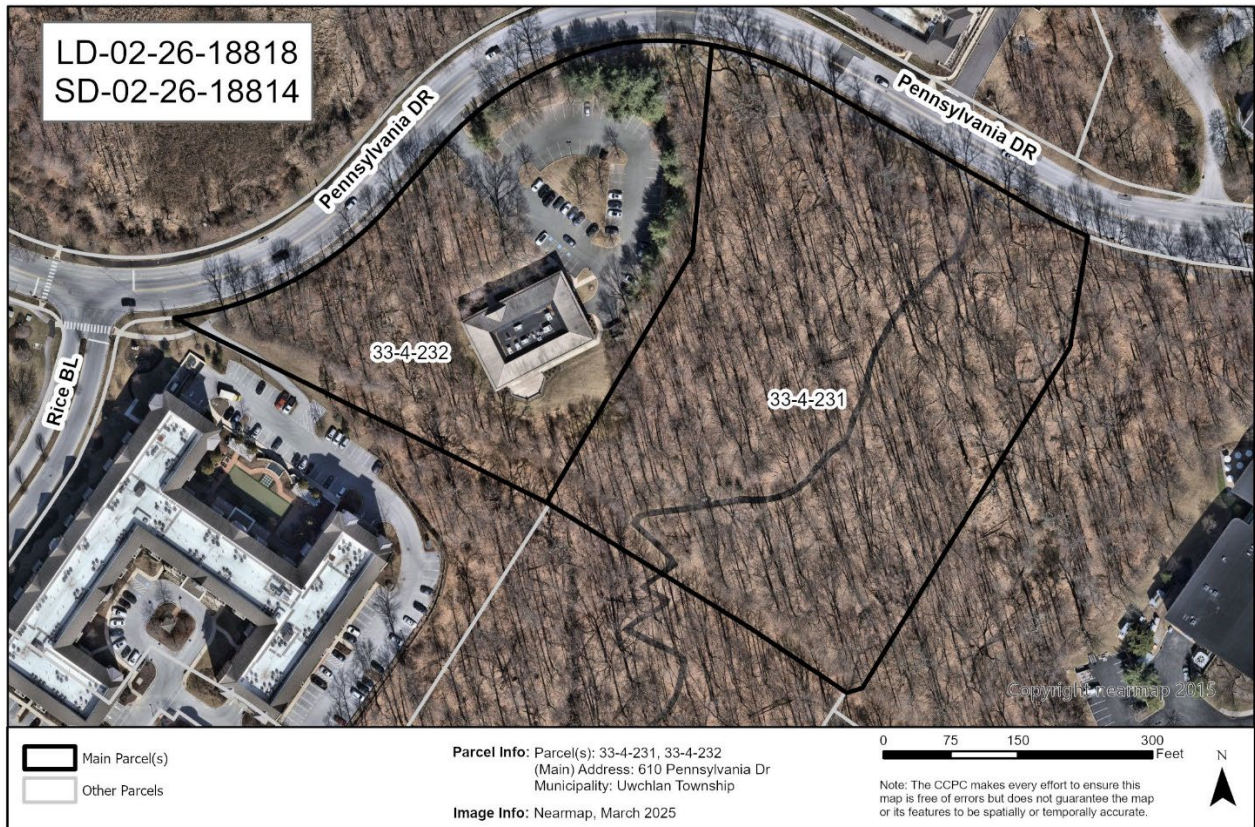 LD-02-26-18818
SD-02-26-18814
Pennsylvania DR
Pennsylvania DR
Rice BL
33-4-232
33-4-231
Copyright nearmap 2015
Main Parcel(s)
Other Parcels
Parcel Info: Parcel(s): 33-4-231, 33-4-232
(Main) Address: 610 Pennsylvania Dr
Municipality: Uwchlan Township
Image Info: Nearmap, March 2025
0 75 150 300
Feet
Note: The CCPC makes every effort to ensure this
map is free of errors but does not guarantee the map
or its features to be spatially or temporally accurate.
N